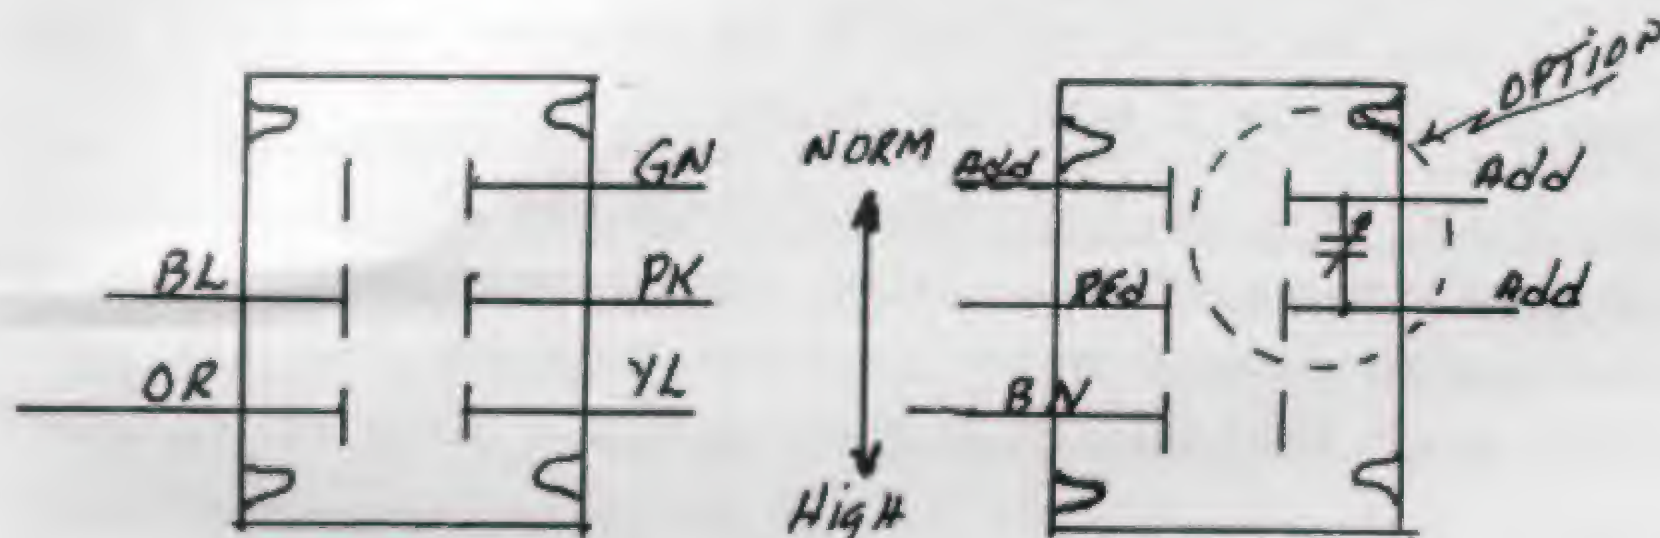 OPTION
GN
NORM
Add
Add
BL
PK
REd
Add
OR
YL
BN
HigH